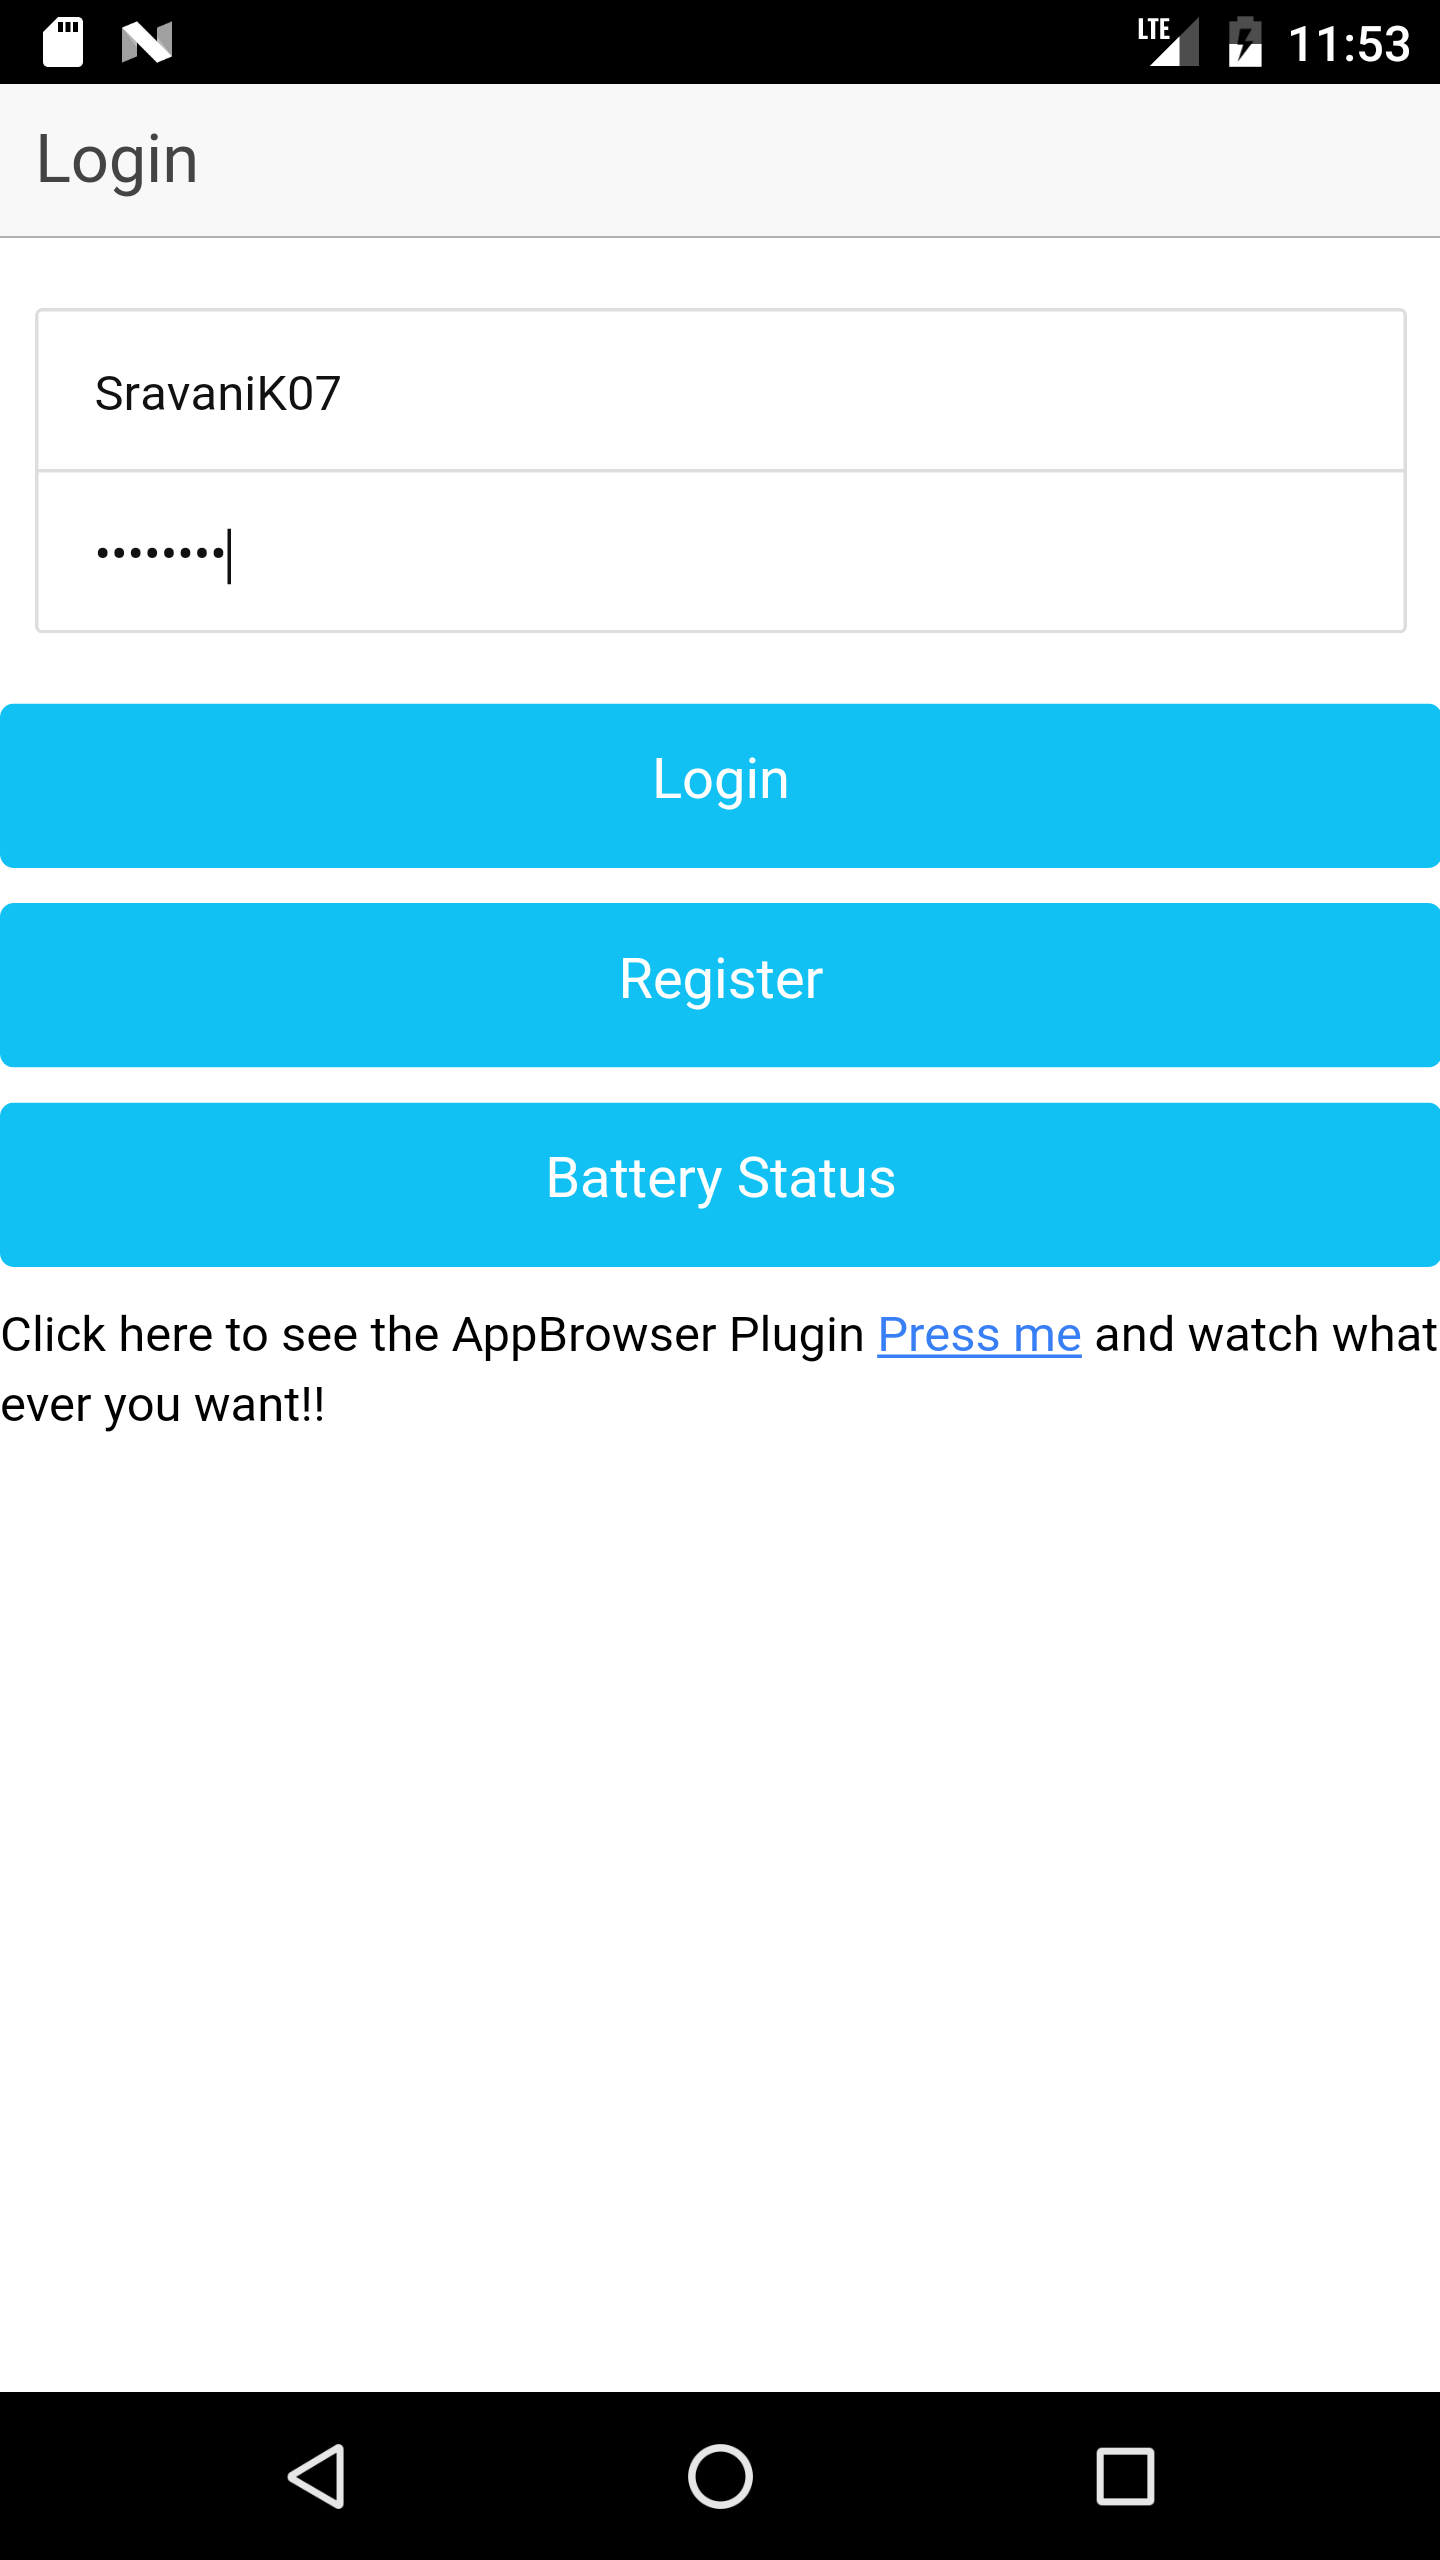 LTE 11:53
Login
SravaniK07
••••••••
Login
Register
Battery Status
Click here to see the AppBrowser Plugin Press me and watch what
ever you want!!